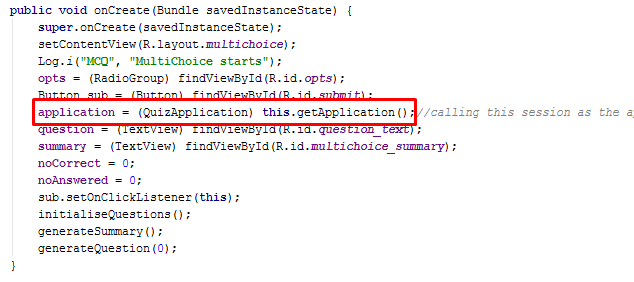 public void onCreate(Bundle savedInstanceState) {
super.onCreate(savedInstanceState);
setContentView(R.layout.multichoice);
Log.i("MCQ", "MultiChoice starts");
opts = (RadioGroup) findViewById(R.id.opts);
Button sub = (Button) findViewById(R.id.submit);
application = (QuizApplication) this.getApplication();//calling this session as the
question = (TextView) findViewById(R.id.question_text);
summary = (TextView) findViewById(R.id.multichoice_summary);
noCorrect = 0;
noAnswered = 0;
sub.setOnClickListener(this);
initialiseQuestions();
generateSummary();
generateQuestion(0);
}